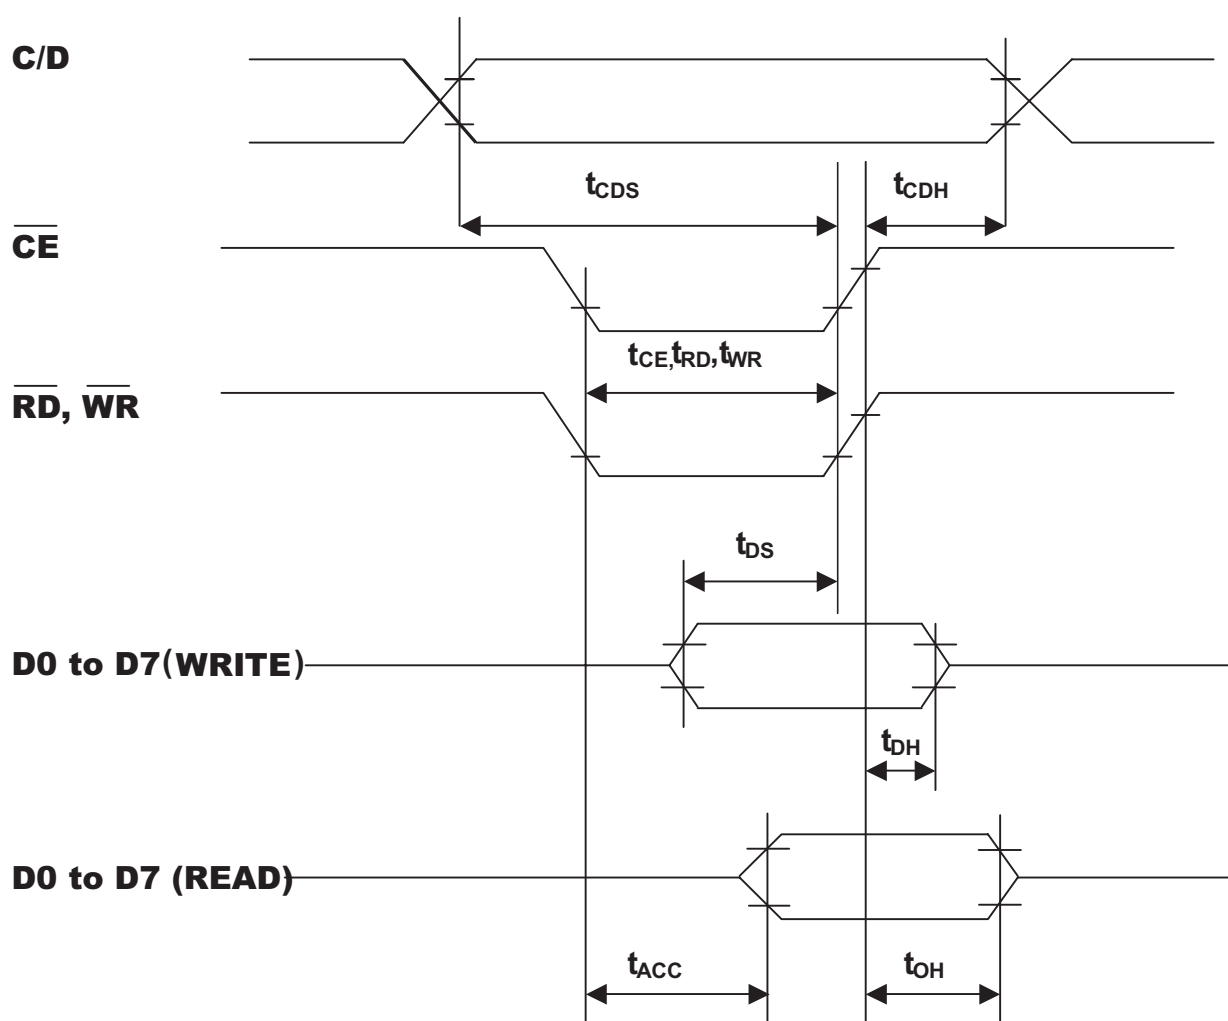 C/D
tCDS
tCDH
CE
tCE,tRD,tWR
RD, WR
tDS
D0 to D7(WRITE)
tDH
D0 to D7 (READ)
tACC
tOH